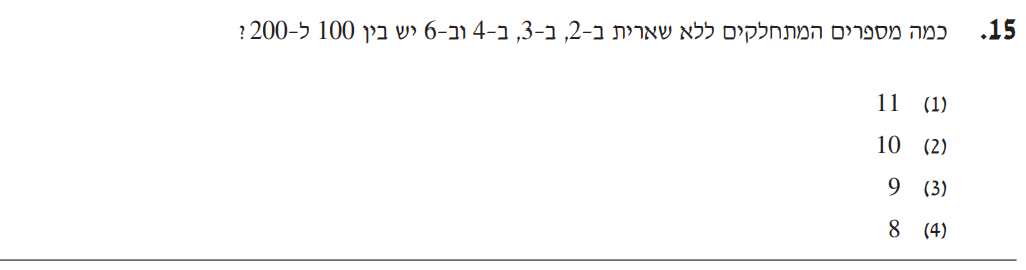 15. כמה מספרים המתחלקים ללא שארית ב-2, ב-3, ב-4 וב-6 יש בין 100 ל-200?
(1) 11
(2) 10
(3) 9
(4) 8